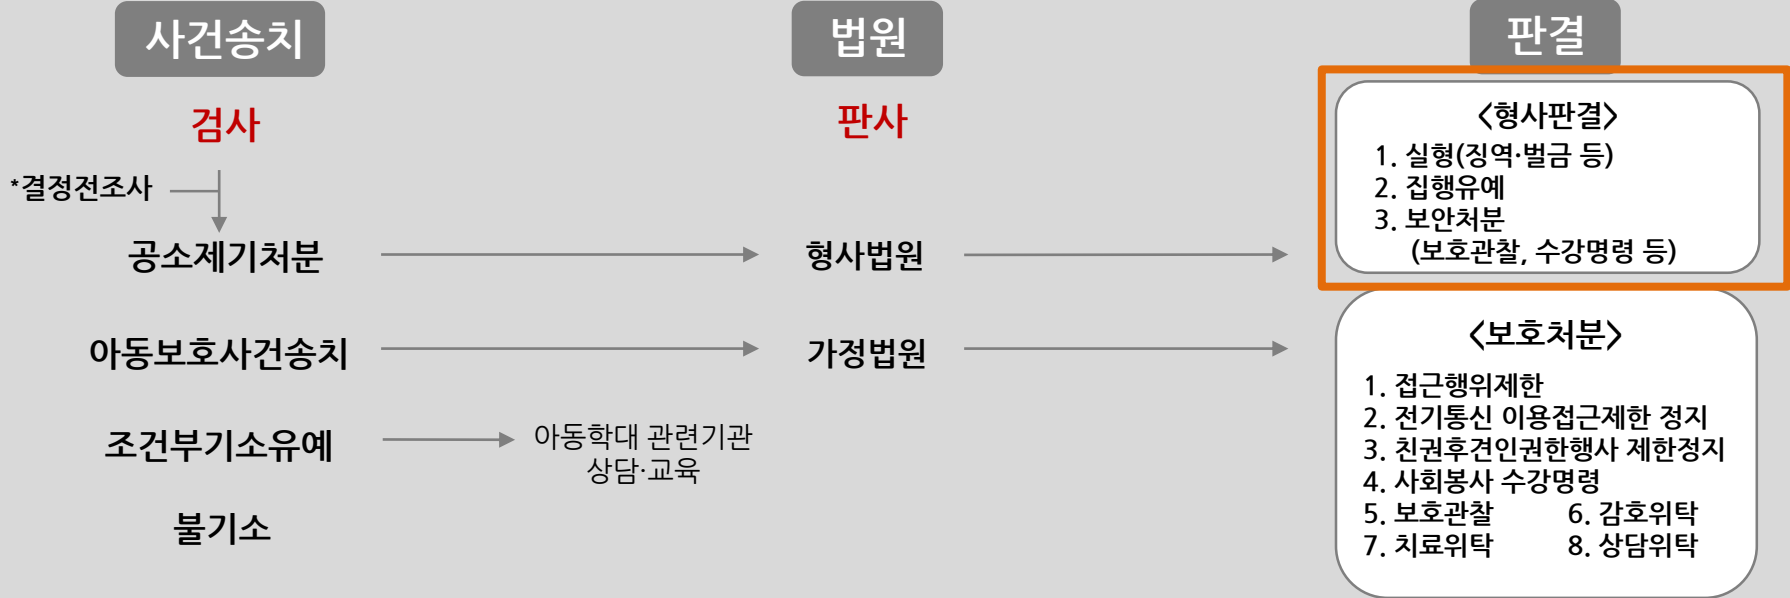 사건송치
법원
판결
검사
판사
*결정전조사
공소제기처분
형사법원
<형사판결>
1. 실형(징역·벌금 등)
2. 집행유예
3. 보안처분
(보호관찰, 수강명령 등)
아동보호사건송치
가정법원
<보호처분>
1. 접근행위제한
2. 전기통신 이용접근제한 정지
3. 친권후견인권한행사 제한정지
4. 사회봉사 수강명령
5. 보호관찰 6. 감호위탁
7. 치료위탁 8. 상담위탁
조건부기소유예
아동학대 관련기관
상담·교육
불기소